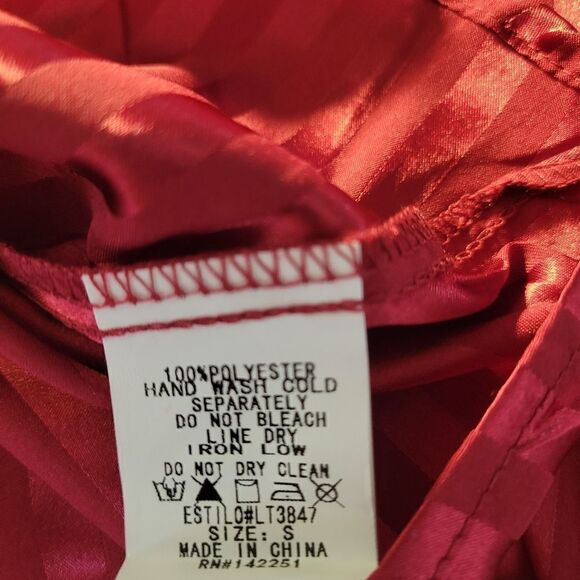 100%POLYESTER
HAND WASH COLD
SEPARATELY
DO NOT BLEACH
LINE DRY
IRON LOW
DO NOT DRY CLEAN
ESTILO#LT3847
SIZE: S
MADE IN CHINA
RN#142251